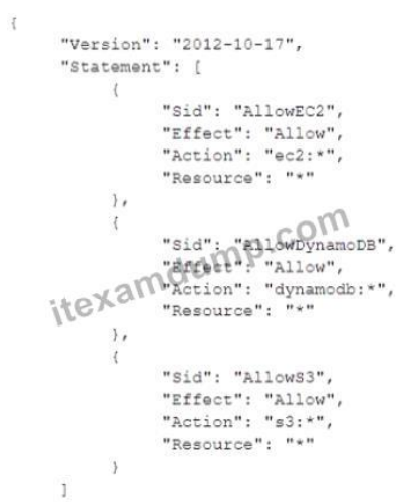 {
"Version": "2012-10-17",
"Statement": [
{
"Sid": "AllowEC2",
"Effect": "Allow",
"Action": "ec2:*",
"Resource": "*"
},
{
"Sid": "AllowDynamoDB",
"Effect": "Allow",
"Action": "dynamodb:*",
"Resource": "*"
},
{
"Sid": "AllowS3",
"Effect": "Allow",
"Action": "s3:*",
"Resource": "*"
}
]
itexamdump.com